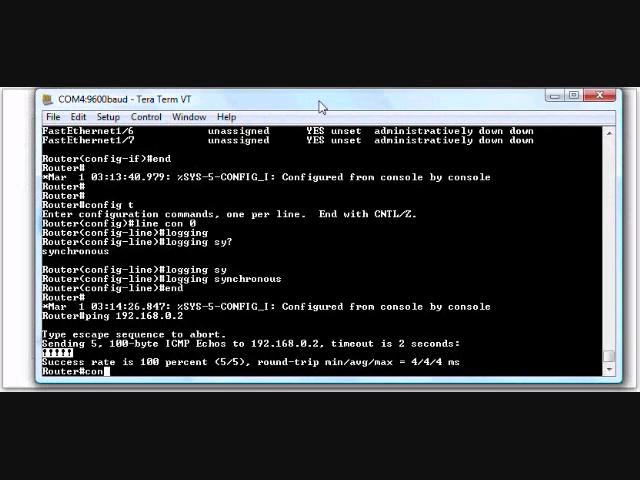 COM4:9600baud - Tera Term VT
File Edit Setup Control Window Help
FastEthernet1/6 unassigned YES unset administratively down down
FastEthernet1/7 unassigned YES unset administratively down down
Router(config-if)#end
Router#
*Mar 1 03:13:40.979: %SYS-5-CONFIG_I: Configured from console by console
Router#
Router#
Router#config t
Enter configuration commands, one per line. End with CNTL/Z.
Router(config)#line con 0
Router(config-line)#logging
Router(config-line)#logging sy?
synchronous
Router(config-line)#logging sy
Router(config-line)#logging synchronous
Router(config-line)#end
Router#
*Mar 1 03:14:26.847: %SYS-5-CONFIG_I: Configured from console by console
Router#ping 192.168.0.2
Type escape sequence to abort.
Sending 5, 100-byte ICMP Echos to 192.168.0.2, timeout is 2 seconds:
!!!!!
Success rate is 100 percent (5/5), round-trip min/avg/max = 4/4/4 ms
Router#con